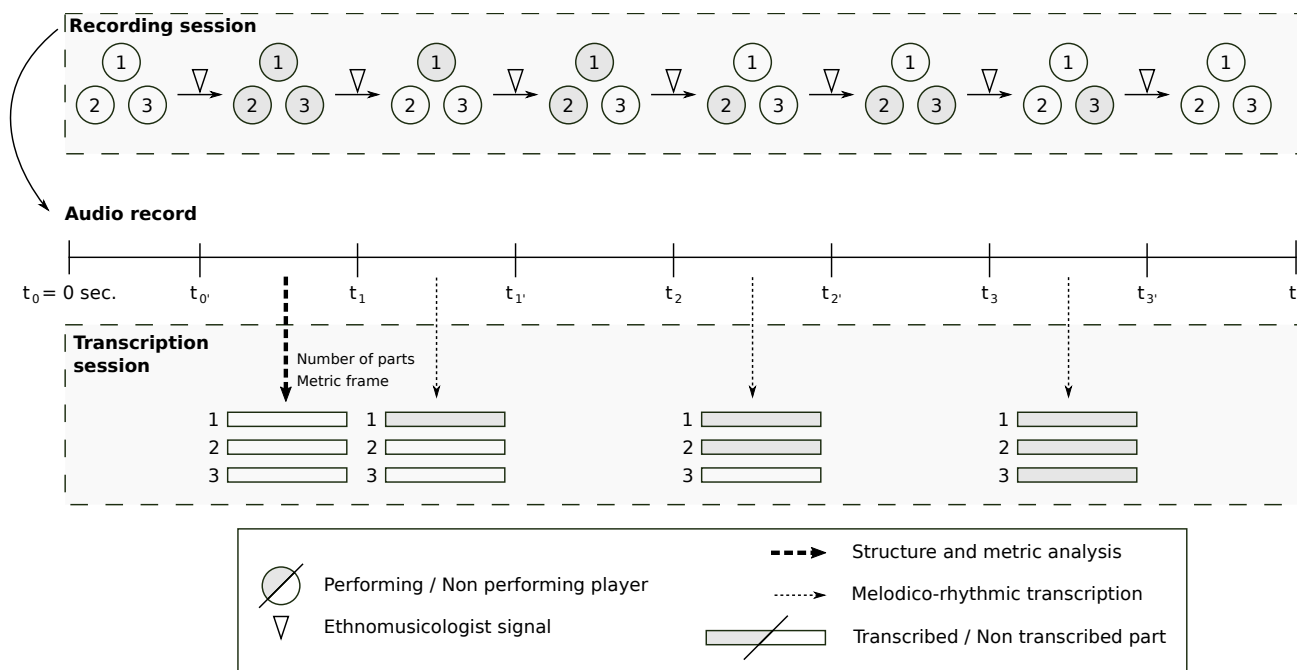 Recording session
1 1 1 1 1 1 1 1
2 3 2 3 2 3 2 3 2 3 2 3 2 3 2 3
Audio record
t0 = 0 sec. t0' t1 t1' t2 t2' t3 t3' t
Transcription
session
Number of parts
Metric frame
1 1 1 1
2 2 2 2
3 3 3 3
Structure and metric analysis
Performing / Non performing player
Melodico-rhythmic transcription
Ethnomusicologist signal
Transcribed / Non transcribed part